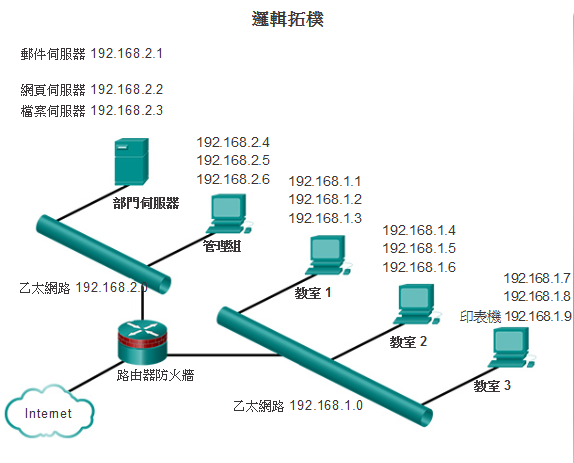 邏輯拓樸
郵件伺服器 192.168.2.1
網頁伺服器 192.168.2.2
檔案伺服器 192.168.2.3
192.168.2.4
192.168.2.5
192.168.2.6
部門伺服器
管理組
192.168.1.1
192.168.1.2
192.168.1.3
教室 1
192.168.1.4
192.168.1.5
192.168.1.6
教室 2
192.168.1.7
192.168.1.8
印表機 192.168.1.9
教室 3
乙太網路 192.168.2.0
路由器防火牆
乙太網路 192.168.1.0
Internet